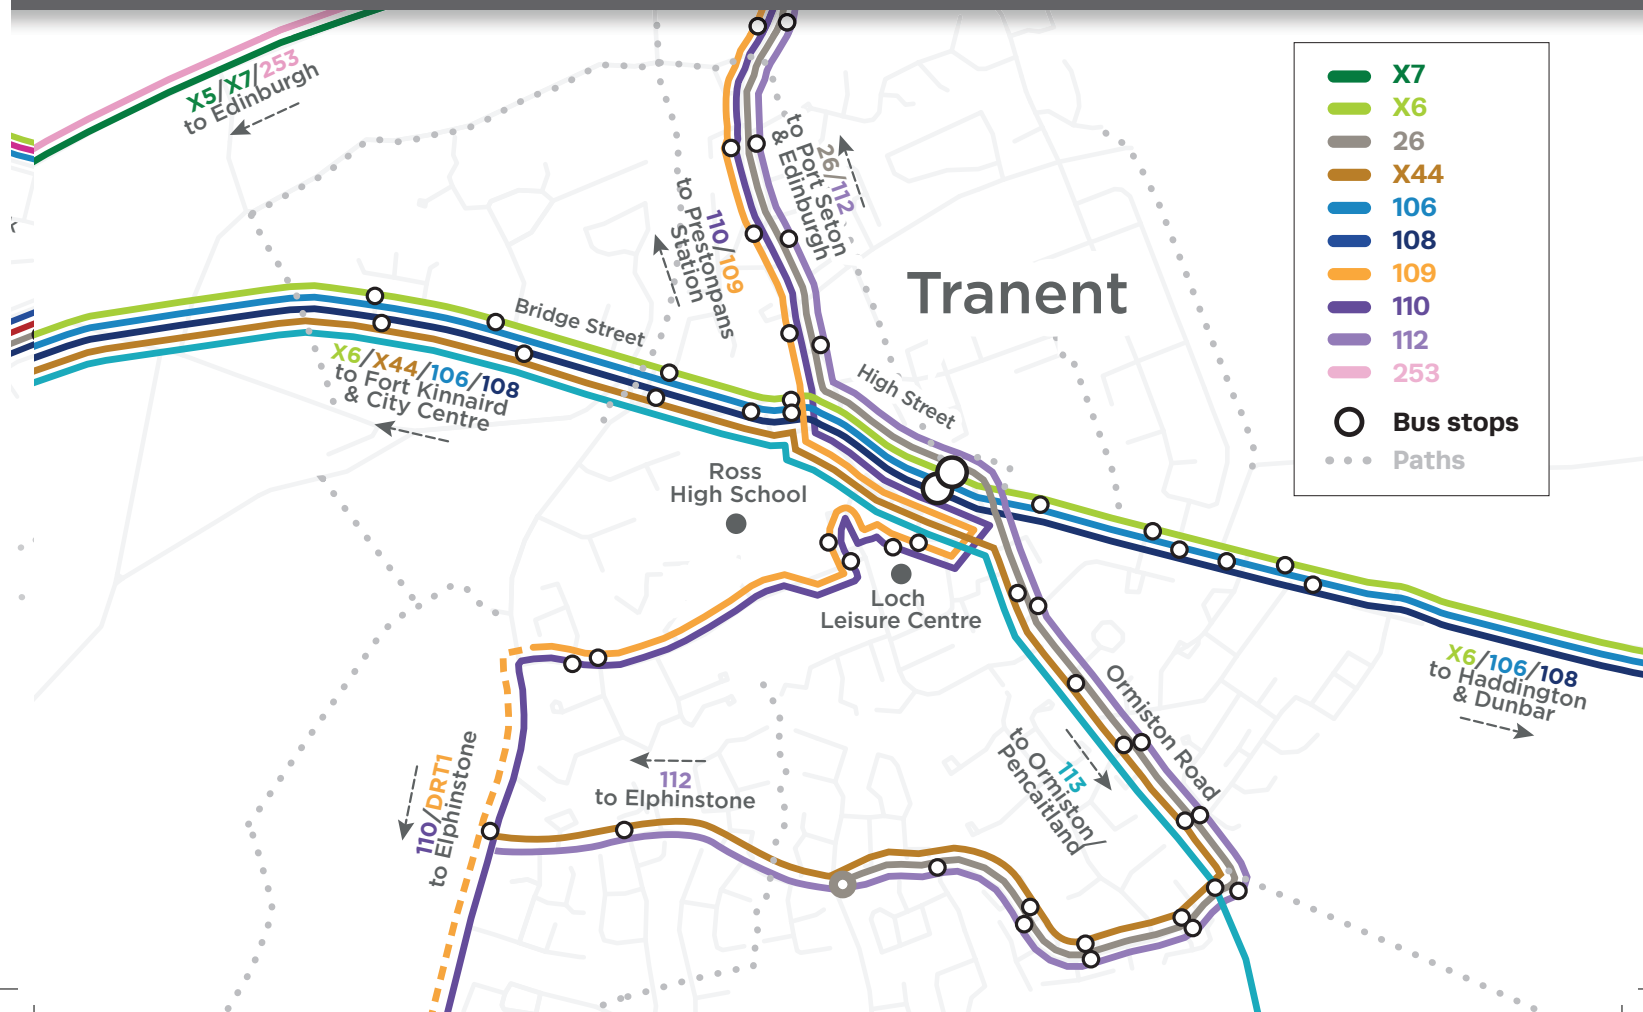 X5/X7/253
to Edinburgh
26/112
to Port Seton
& Edinburgh
110/109
to Prestonpans
Station
Tranent
Bridge Street
High Street
X6/X44/106/108
to Fort Kinnaird
& City Centre
Ross
High School
Loch
Leisure Centre
X6/106/108
to Haddington
& Dunbar
Ormiston Road
113
to Ormiston/
Pencaitland
112
to Elphinstone
110/DRT1
to Elphinstone
X7
X6
26
X44
106
108
109
110
112
253
Bus stops
Paths